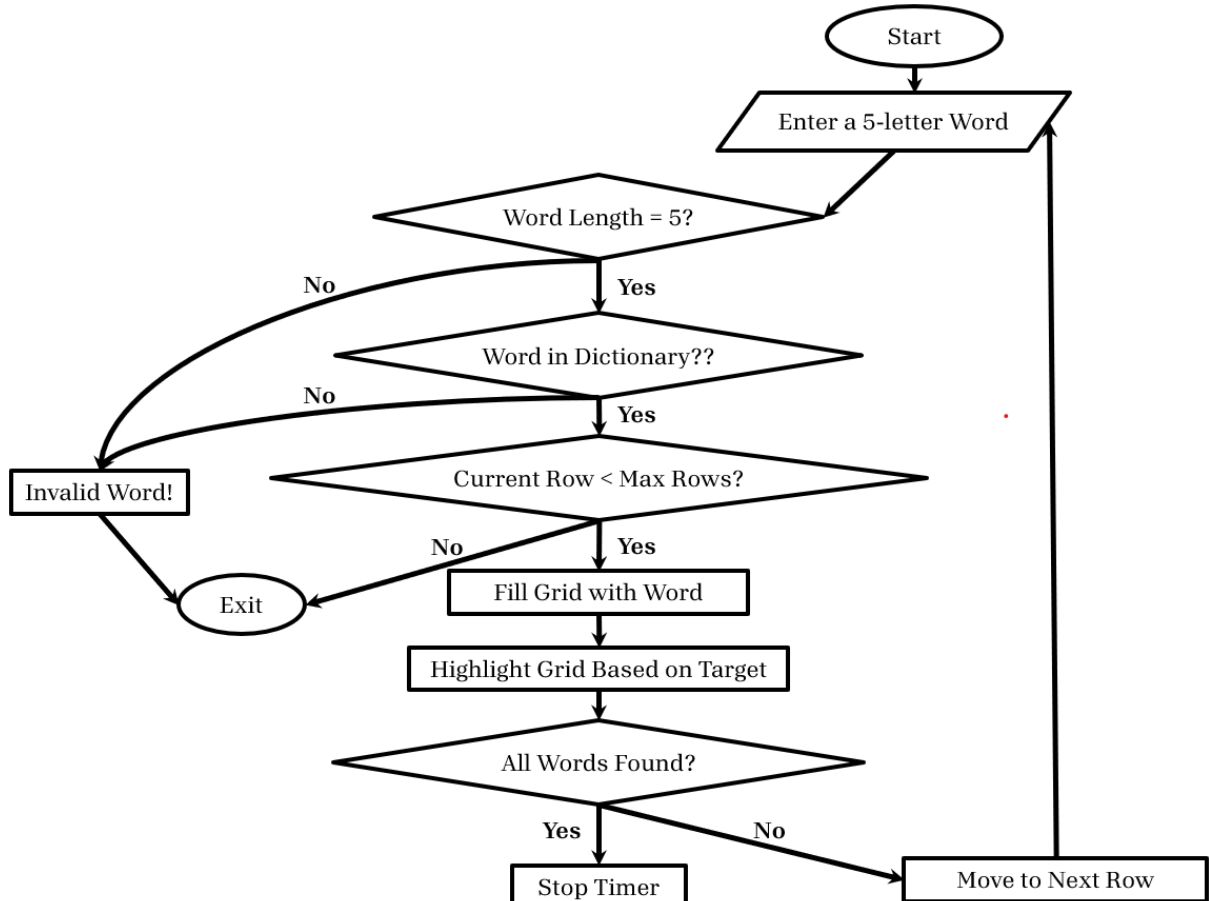 Start
Enter a 5-letter Word
Word Length = 5?
No
Yes
Word in Dictionary??
No
Yes
Current Row < Max Rows?
Invalid Word!
No
Yes
Exit
Fill Grid with Word
Highlight Grid Based on Target
All Words Found?
Yes
No
Stop Timer
Move to Next Row